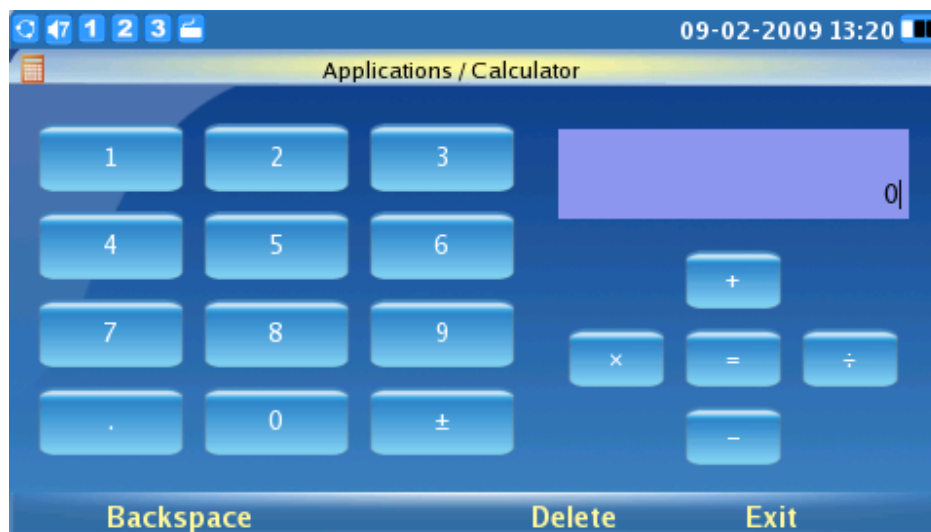 7 1 2 3 09-02-2009 13:20
Applications / Calculator
1 2 3
0
4 5 6
+
7 8 9
× = ÷
. 0 ±
−
Backspace Delete Exit